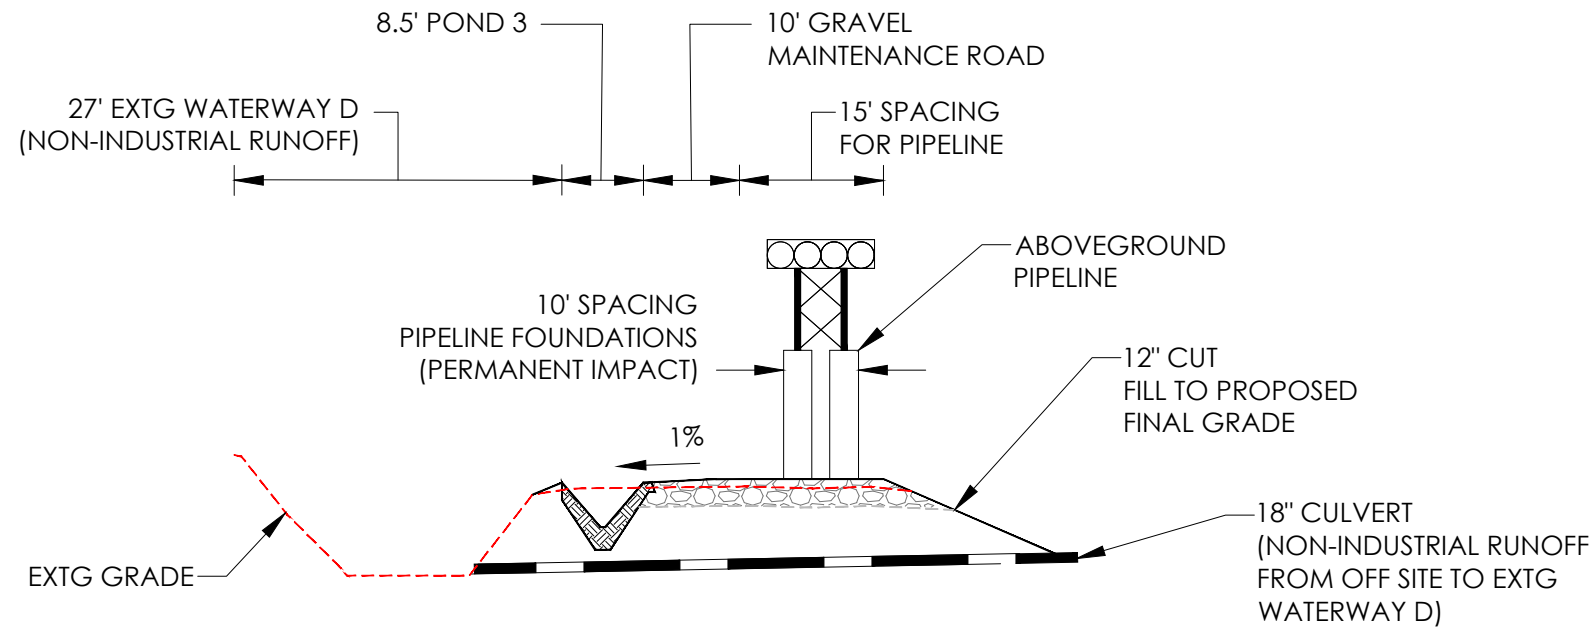 8.5' POND 3
10' GRAVEL
MAINTENANCE ROAD
27' EXTG WATERWAY D
(NON-INDUSTRIAL RUNOFF)
15' SPACING
FOR PIPELINE
ABOVEGROUND
PIPELINE
10' SPACING
PIPELINE FOUNDATIONS
(PERMANENT IMPACT)
12" CUT
FILL TO PROPOSED
FINAL GRADE
1%
18" CULVERT
(NON-INDUSTRIAL RUNOFF
FROM OFF SITE TO EXTG
WATERWAY D)
EXTG GRADE